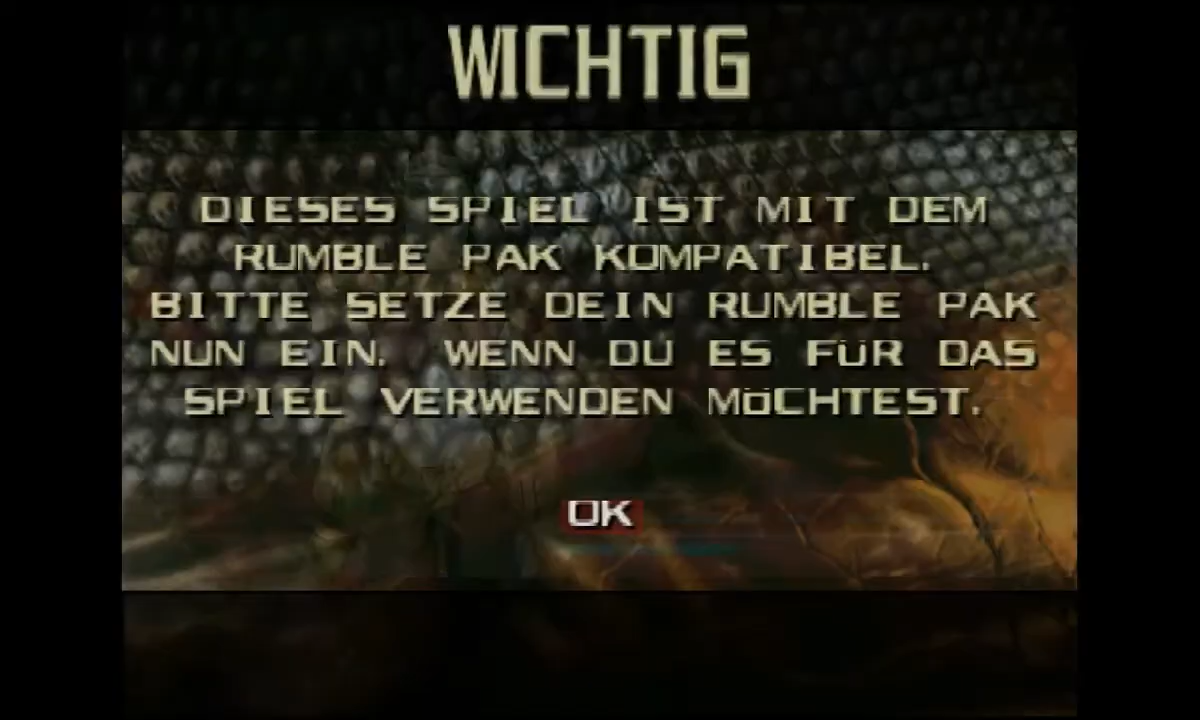 WICHTIG
DIESES SPIEL IST MIT DEM
RUMBLE PAK KOMPATIBEL.
BITTE SETZE DEIN RUMBLE PAK
NUN EIN. WENN DU ES FÜR DAS
SPIEL VERWENDEN MÖCHTEST.
OK